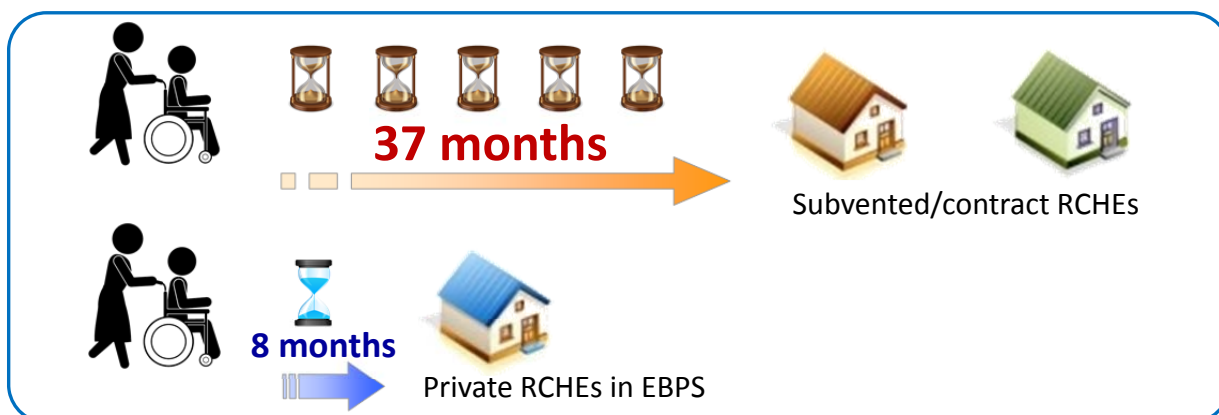 37 months
Subvented/contract RCHEs
8 months
Private RCHEs in EBPS